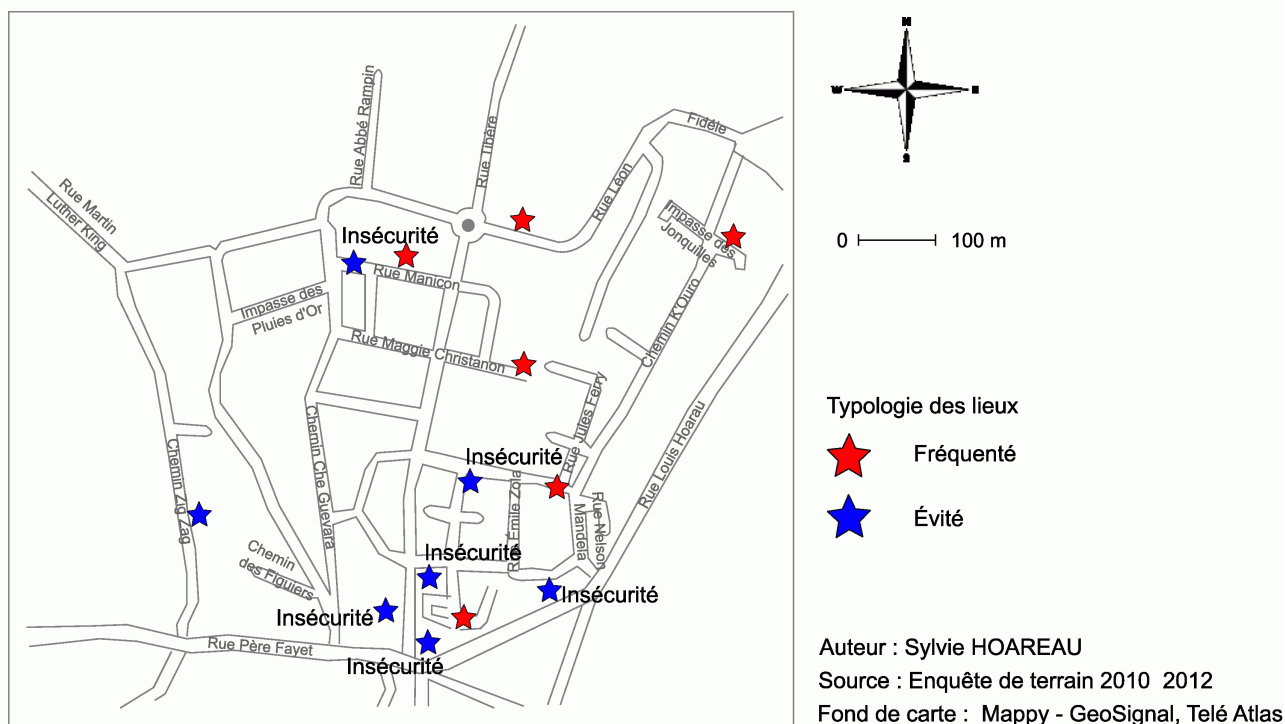 Rue Abbé Rampin
Rue Tibère
Fidèle
Rue Léon
Rue Martin
Luther King
Impasse des
Jonquilles
Insécurité
Rue Manicon
Impasse des
Pluies d'Or
Rue Maggie Christanon
Chemin K'Ouro
Rue Jules Ferry
Rue Louis Hoarau
Chemin Che Guevara
Chemin Zig Zag
Insécurité
Rue Émile Zola
Rue Nelson
Mandela
Chemin
des Figuiers
Insécurité
Insécurité
Insécurité
Rue Père Fayet
Insécurité
N
W
E
S
0
100 m
Typologie des lieux
Fréquenté
Évité
Auteur : Sylvie HOAREAU
Source : Enquête de terrain 2010 2012
Fond de carte : Mappy - GeoSignal, Telé Atlas